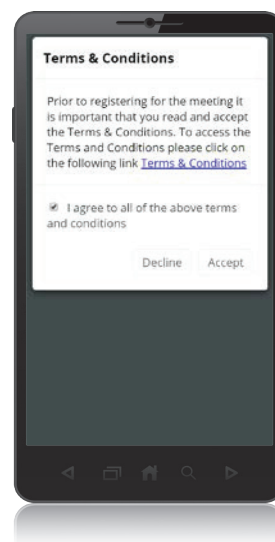 Terms & Conditions
Prior to registering for the meeting it
is important that you read and accept
the Terms & Conditions. To access the
Terms and Conditions please click on
the following link Terms & Conditions
I agree to all of the above terms
and conditions
Decline Accept